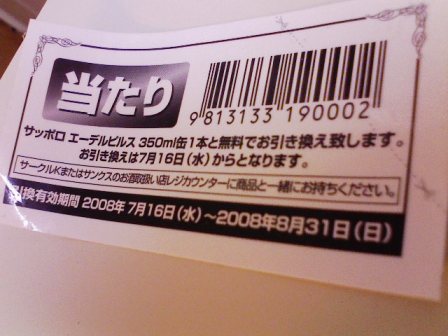 当たり
9 813133 190002
サッポロ エーデルピルス 350ml缶1本と無料でお引き換え致します。
お引き換えは7月16日(水)からとなります。
サークルKまたはサンクスのお酒取扱い店レジカウンターに商品と一緒にお持ちください。
引換有効期間 2008年 7月16日(水)～2008年8月31日(日)